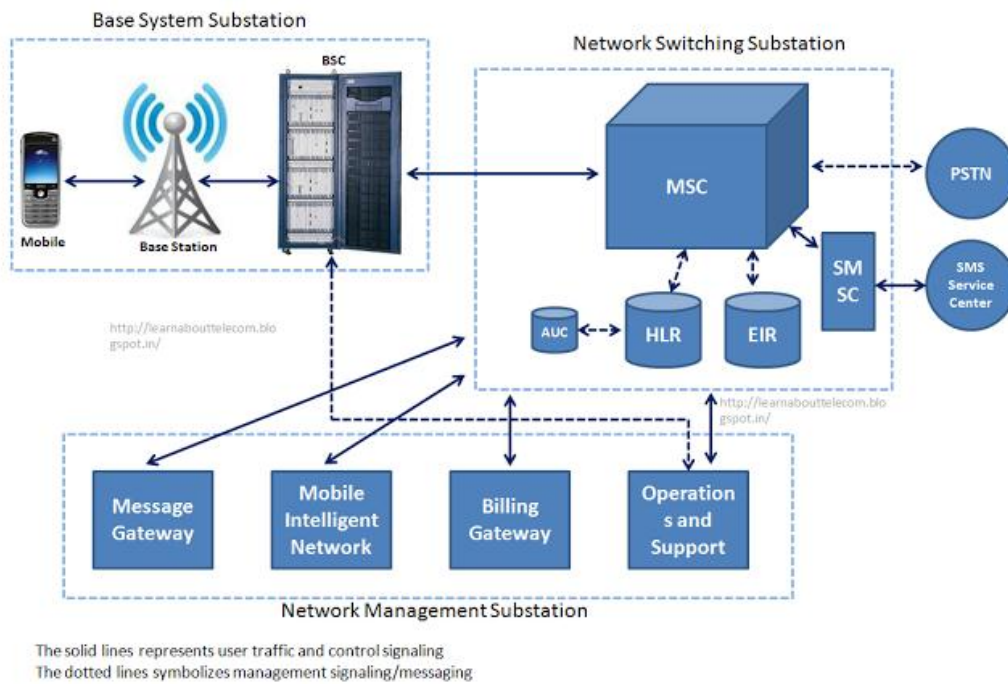 Base System Substation
BSC
Network Switching Substation
MSC
PSTN
Mobile
Base Station
SM
SC
SMS
Service
Center
AUC
HLR
EIR
http://learnabouttelecom.blo
gspot.in/
http://learnabouttelecom.blo
gspot.in/
Message
Gateway
Mobile
Intelligent
Network
Billing
Gateway
Operation
s and
Support
Network Management Substation
The solid lines represents user traffic and control signaling
The dotted lines symbolizes management signaling/messaging